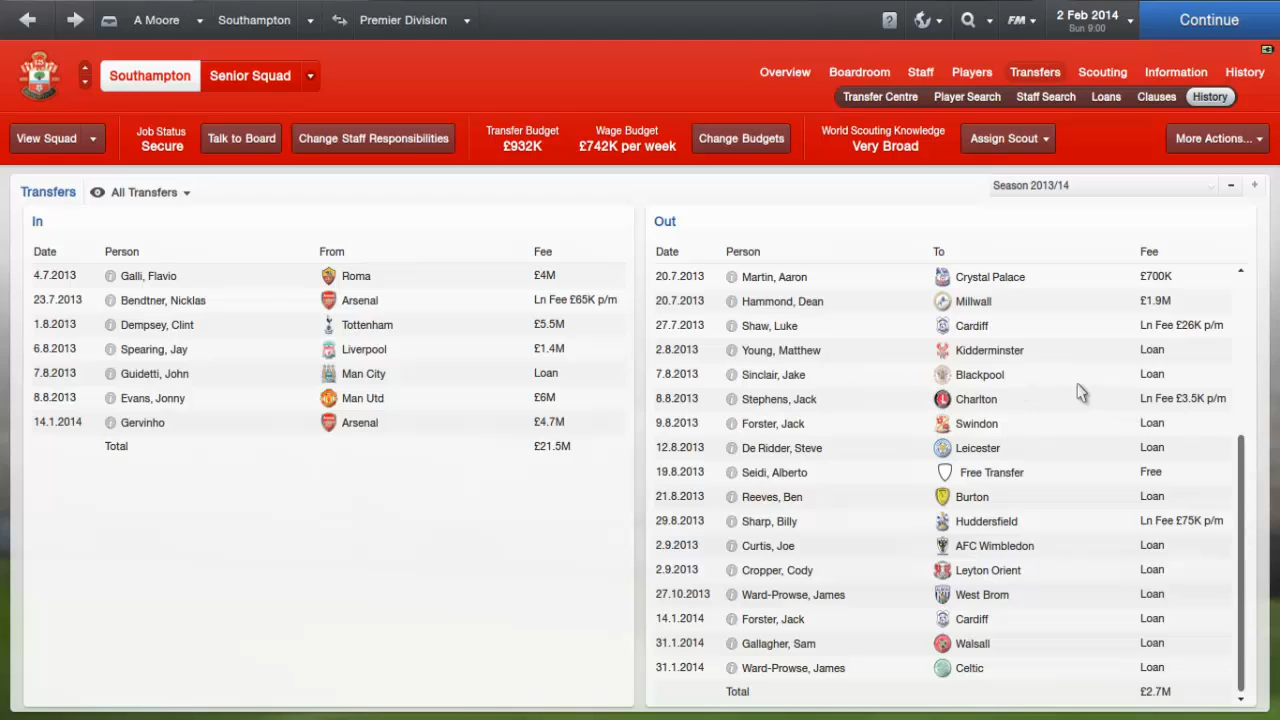 A Moore Southampton Premier Division ? FM 2 Feb 2014 Continue
Sun 9:00
Southampton Senior Squad
Overview Boardroom Staff Players Transfers Scouting Information History
Transfer Centre Player Search Staff Search Loans Clauses History
View Squad Job Status Secure Talk to Board Change Staff Responsibilities Transfer Budget £932K Wage Budget £742K per week Change Budgets World Scouting Knowledge Very Broad Assign Scout More Actions...
Transfers All Transfers Season 2013/14 - +
In
Date Person From Fee
4.7.2013 Galli, Flavio Roma £4M
23.7.2013 Bendtner, Nicklas Arsenal Ln Fee £65K p/m
1.8.2013 Dempsey, Clint Tottenham £5.5M
6.8.2013 Spearing, Jay Liverpool £1.4M
7.8.2013 Guidetti, John Man City Loan
8.8.2013 Evans, Jonny Man Utd £6M
14.1.2014 Gervinho Arsenal £4.7M
Total £21.5M
Out
Date Person To Fee
20.7.2013 Martin, Aaron Crystal Palace £700K
20.7.2013 Hammond, Dean Millwall £1.9M
27.7.2013 Shaw, Luke Cardiff Ln Fee £26K p/m
2.8.2013 Young, Matthew Kidderminster Loan
7.8.2013 Sinclair, Jake Blackpool Loan
8.8.2013 Stephens, Jack Charlton Ln Fee £3.5K p/m
9.8.2013 Forster, Jack Swindon Loan
12.8.2013 De Ridder, Steve Leicester Loan
19.8.2013 Seidi, Alberto Free Transfer Free
21.8.2013 Reeves, Ben Burton Loan
29.8.2013 Sharp, Billy Huddersfield Ln Fee £75K p/m
2.9.2013 Curtis, Joe AFC Wimbledon Loan
2.9.2013 Cropper, Cody Leyton Orient Loan
27.10.2013 Ward-Prowse, James West Brom Loan
14.1.2014 Forster, Jack Cardiff Loan
31.1.2014 Gallagher, Sam Walsall Loan
31.1.2014 Ward-Prowse, James Celtic Loan
Total £2.7M